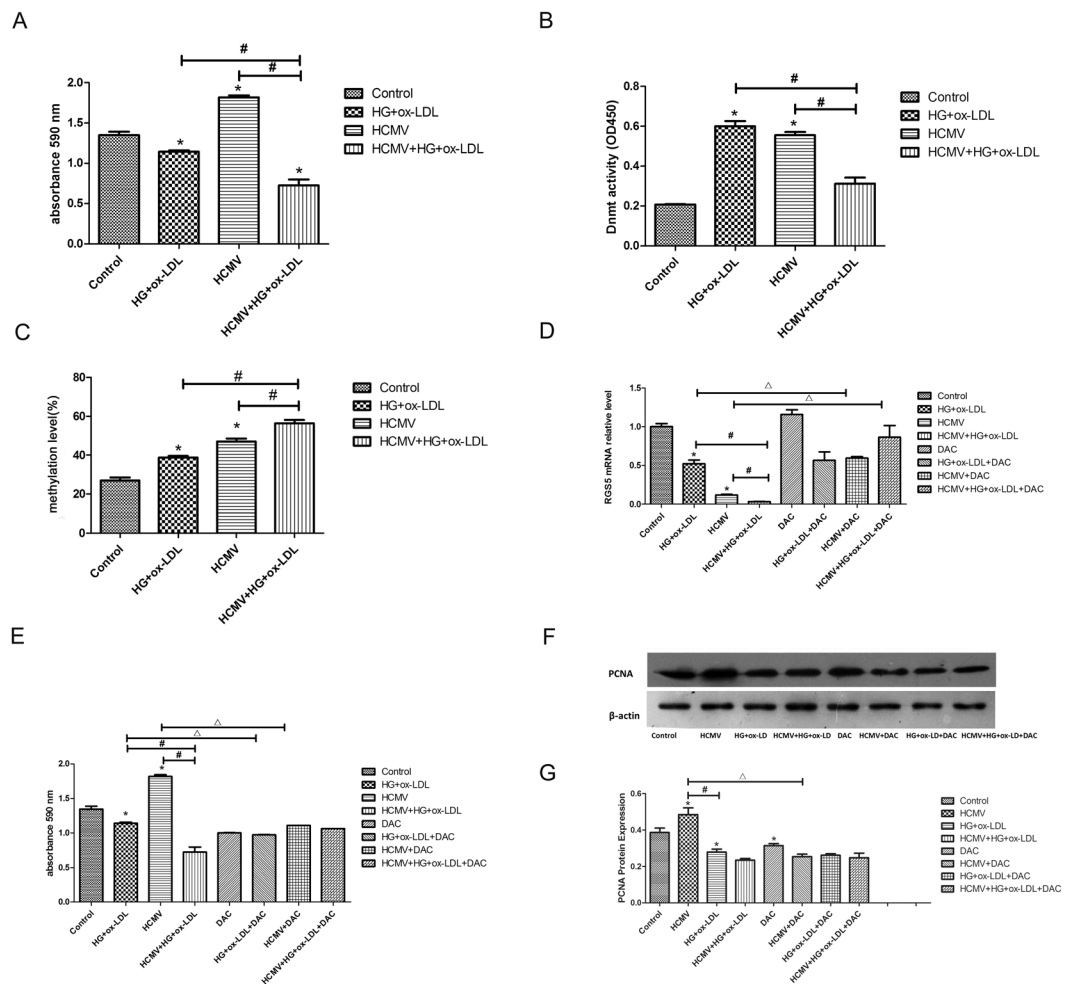 A
#
#
*
*
*
absorbance 590 nm
2.0
1.5
1.0
0.5
0.0
Control
HG+ox-LDL
HCMV
HCMV+HG+ox-LDL
Control
HG+ox-LDL
HCMV
HCMV+HG+ox-LDL
B
#
#
*
*
Dnmt activity (OD450)
0.8
0.6
0.4
0.2
0.0
Control
HG+ox-LDL
HCMV
HCMV+HG+ox-LDL
Control
HG+ox-LDL
HCMV
HCMV+HG+ox-LDL
C
#
#
*
*
methylation level(%)
80
60
40
20
0
Control
HG+ox-LDL
HCMV
HCMV+HG+ox-LDL
Control
HG+ox-LDL
HCMV
HCMV+HG+ox-LDL
D
△
△
#
#
*
*
RGS5 mRNA relative level
1.5
1.0
0.5
0.0
Control
HG+ox-LDL
HCMV
HCMV+HG+ox-LDL
DAC
HG+ox-LDL+DAC
HCMV+DAC
HCMV+HG+ox-LDL+DAC
Control
HG+ox-LDL
HCMV
HCMV+HG+ox-LDL
DAC
HG+ox-LDL+DAC
HCMV+DAC
HCMV+HG+ox-LDL+DAC
E
△
△
#
#
*
*
absorbance 590 nm
2.0
1.5
1.0
0.5
0.0
Control
HG+ox-LDL
HCMV
HCMV+HG+ox-LDL
DAC
HG+ox-LDL+DAC
HCMV+DAC
HCMV+HG+ox-LDL+DAC
Control
HG+ox-LDL
HCMV
HCMV+HG+ox-LDL
DAC
HG+ox-LDL+DAC
HCMV+DAC
HCMV+HG+ox-LDL+DAC
F
PCNA
β-actin
Control HCMV HG+ox-LD HCMV+HG+ox-LD DAC HCMV+DAC HG+ox-LD+DAC HCMV+HG+ox-LD+DAC
G
△
#
*
*
*
PCNA Protein Expression
0.6
0.4
0.2
0.0
Control
HCMV
HG+ox-LDL
HCMV+HG+ox-LDL
DAC
HCMV+DAC
HG+ox-LDL+DAC
HCMV+HG+ox-LDL+DAC
Control
HCMV
HG+ox-LDL
HCMV+HG+ox-LDL
DAC
HCMV+DAC
HG+ox-LDL+DAC
HCMV+HG+ox-LDL+DAC